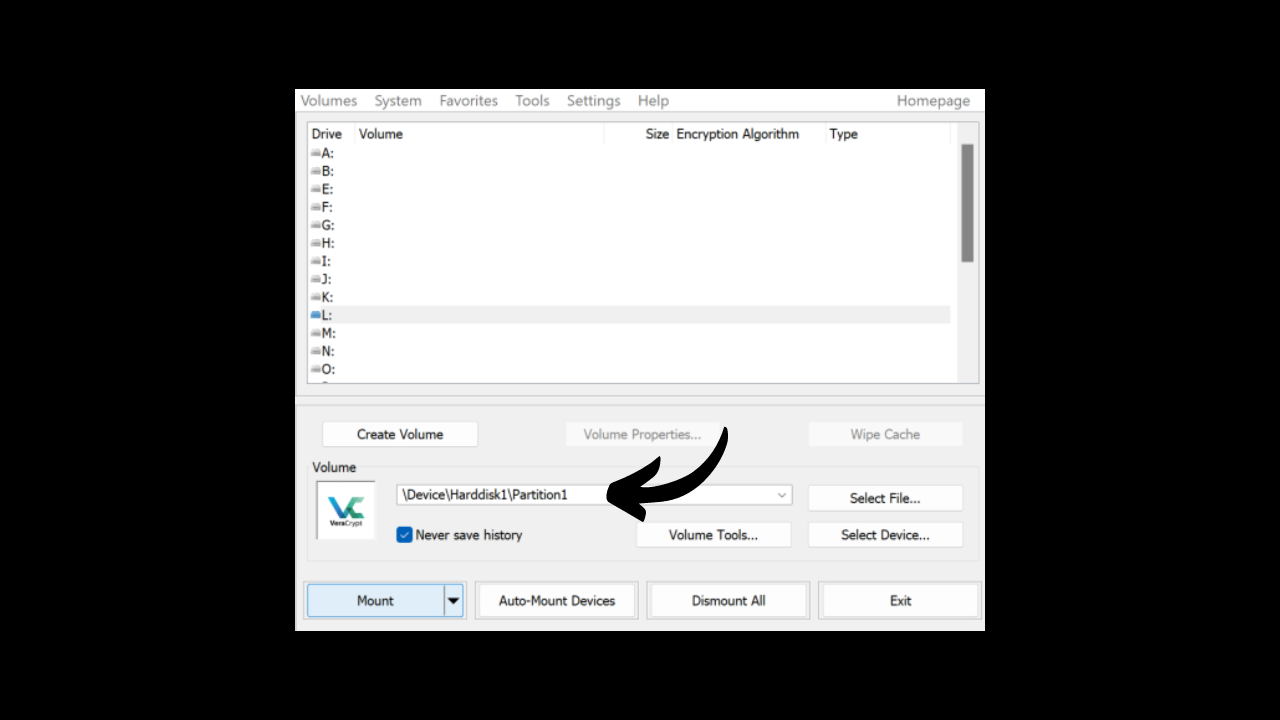 Volumes System Favorites Tools Settings Help Homepage
Drive Volume Size Encryption Algorithm Type
A:
B:
E:
F:
G:
H:
I:
J:
K:
L:
M:
N:
O:
Create Volume Volume Properties... Wipe Cache
Volume
VeraCrypt
\Device\Harddisk1\Partition1 Select File...
Never save history Volume Tools... Select Device...
Mount Auto-Mount Devices Dismount All Exit